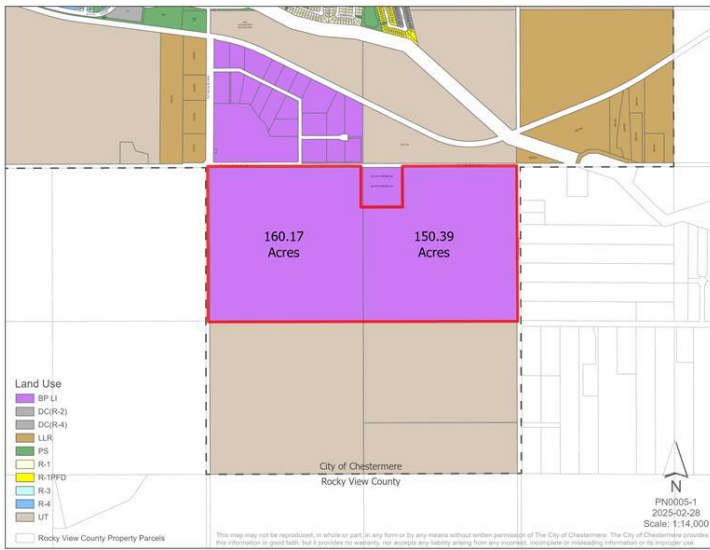 160.17
Acres
150.39
Acres
Land Use
BP LI
DC(R-2)
DC(R-4)
LLR
PS
R-1
R-1PFD
R-3
R-4
UT
Rocky View County Property Parcels
City of Chestermere
Rocky View County
N
PN0005-1
2025-02-28
Scale: 1:14,000
This map may not be reproduced, in whole or part, in any form or by any means without written permission of The City of Chestermere. The City of Chestermere provides
this information in good faith, but it provides no warranty, nor accepts any liability arising from any incorrect, incomplete or misleading information or its improper use.